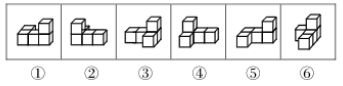 ① ② ③ ④ ⑤ ⑥